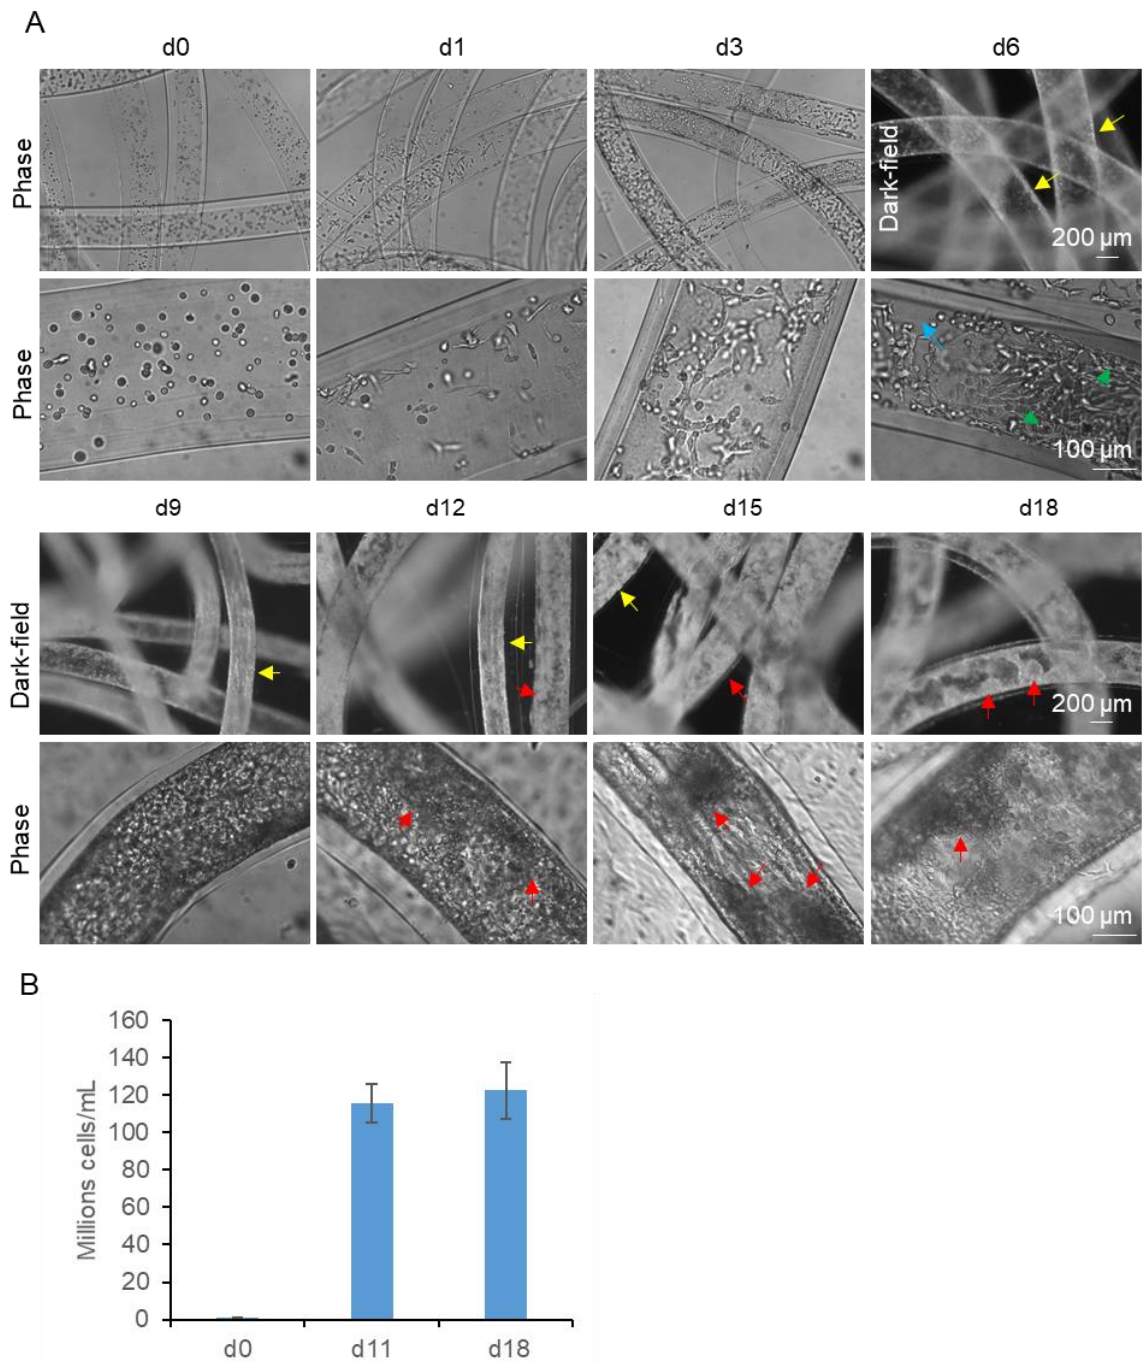 A
d0 d1 d3 d6
Phase
Dark-field
200 µm
Phase
100 µm
d9 d12 d15 d18
Dark-field
200 µm
Phase
100 µm
B
Millions cells/mL
160
140
120
100
80
60
40
20
0
d0 d11 d18